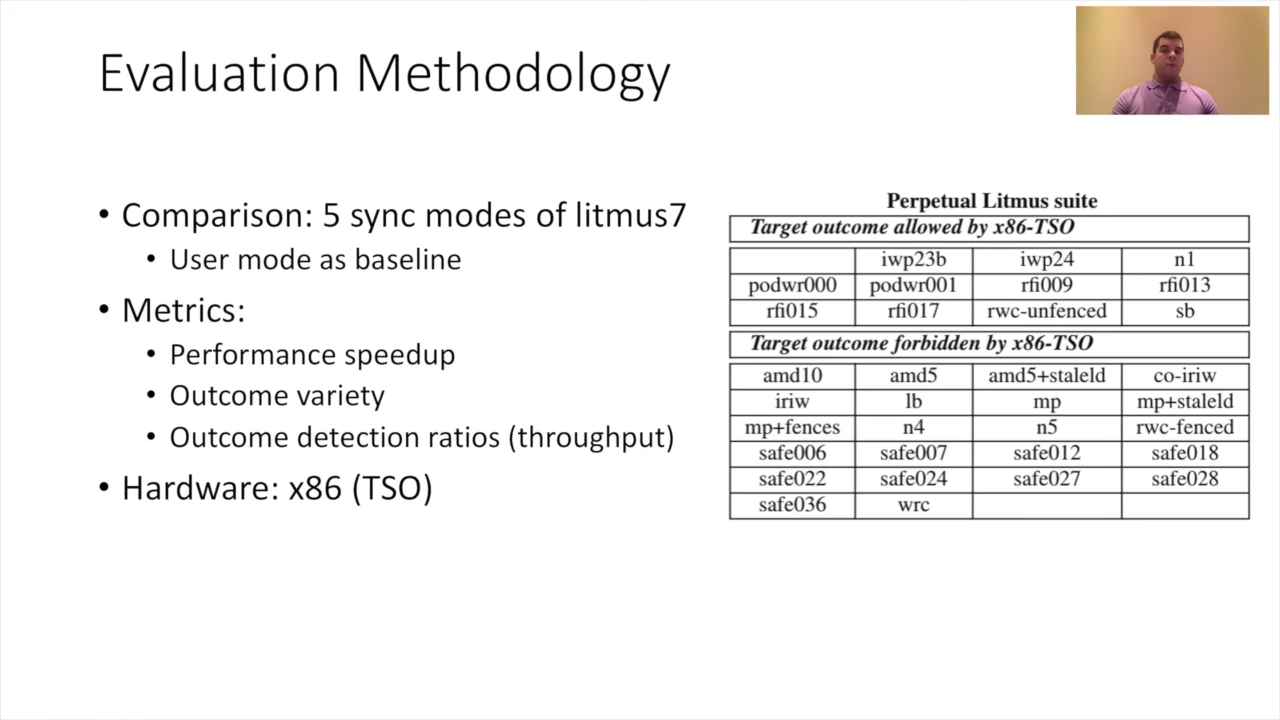 Evaluation Methodology
• Comparison: 5 sync modes of litmus7
• User mode as baseline
• Metrics:
• Performance speedup
• Outcome variety
• Outcome detection ratios (throughput)
• Hardware: x86 (TSO)
Perpetual Litmus suite
Target outcome allowed by x86-TSO
iwp23b iwp24 n1
podwr000 podwr001 rfi009 rfi013
rfi015 rfi017 rwc-unfenced sb
Target outcome forbidden by x86-TSO
amd10 amd5 amd5+staleld co-iriw
iriw lb mp mp+staleld
mp+fences n4 n5 rwc-fenced
safe006 safe007 safe012 safe018
safe022 safe024 safe027 safe028
safe036 wrc